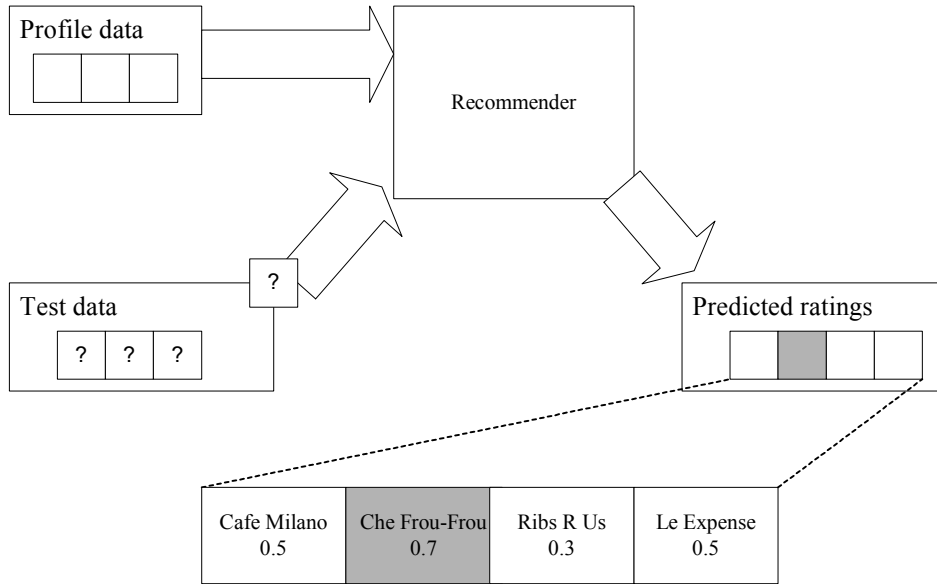 Profile data
Recommender
?
Test data
? ? ?
Predicted ratings
Cafe Milano
0.5
Che Frou-Frou
0.7
Ribs R Us
0.3
Le Expense
0.5